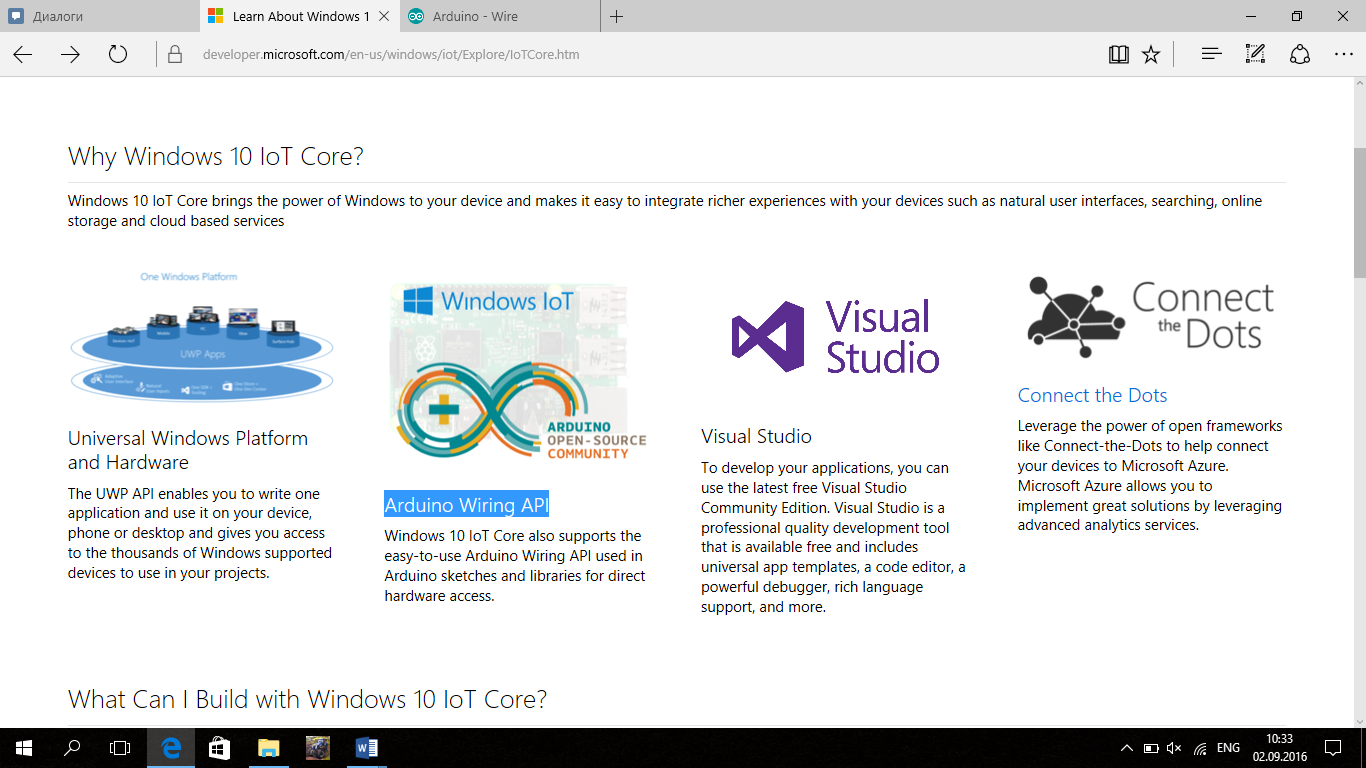 Диалоги
Learn About Windows 1
Arduino - Wire
developer.microsoft.com/en-us/windows/iot/Explore/IoTCore.htm
Why Windows 10 IoT Core?
Windows 10 IoT Core brings the power of Windows to your device and makes it easy to integrate richer experiences with your devices such as natural user interfaces, searching, online
storage and cloud based services
One Windows Platform
UWP Apps
Universal Windows Platform
and Hardware
The UWP API enables you to write one
application and use it on your device,
phone or desktop and gives you access
to the thousands of Windows supported
devices to use in your projects.
Windows IoT
ARDUINO
OPEN-SOURCE
COMMUNITY
Arduino Wiring API
Windows 10 IoT Core also supports the
easy-to-use Arduino Wiring API used in
Arduino sketches and libraries for direct
hardware access.
Visual
Studio
Visual Studio
To develop your applications, you can
use the latest free Visual Studio
Community Edition. Visual Studio is a
professional quality development tool
that is available free and includes
universal app templates, a code editor, a
powerful debugger, rich language
support, and more.
Connect
the Dots
Connect the Dots
Leverage the power of open frameworks
like Connect-the-Dots to help connect
your devices to Microsoft Azure.
Microsoft Azure allows you to
implement great solutions by leveraging
advanced analytics services.
What Can I Build with Windows 10 IoT Core?
ENG
10:33
02.09.2016